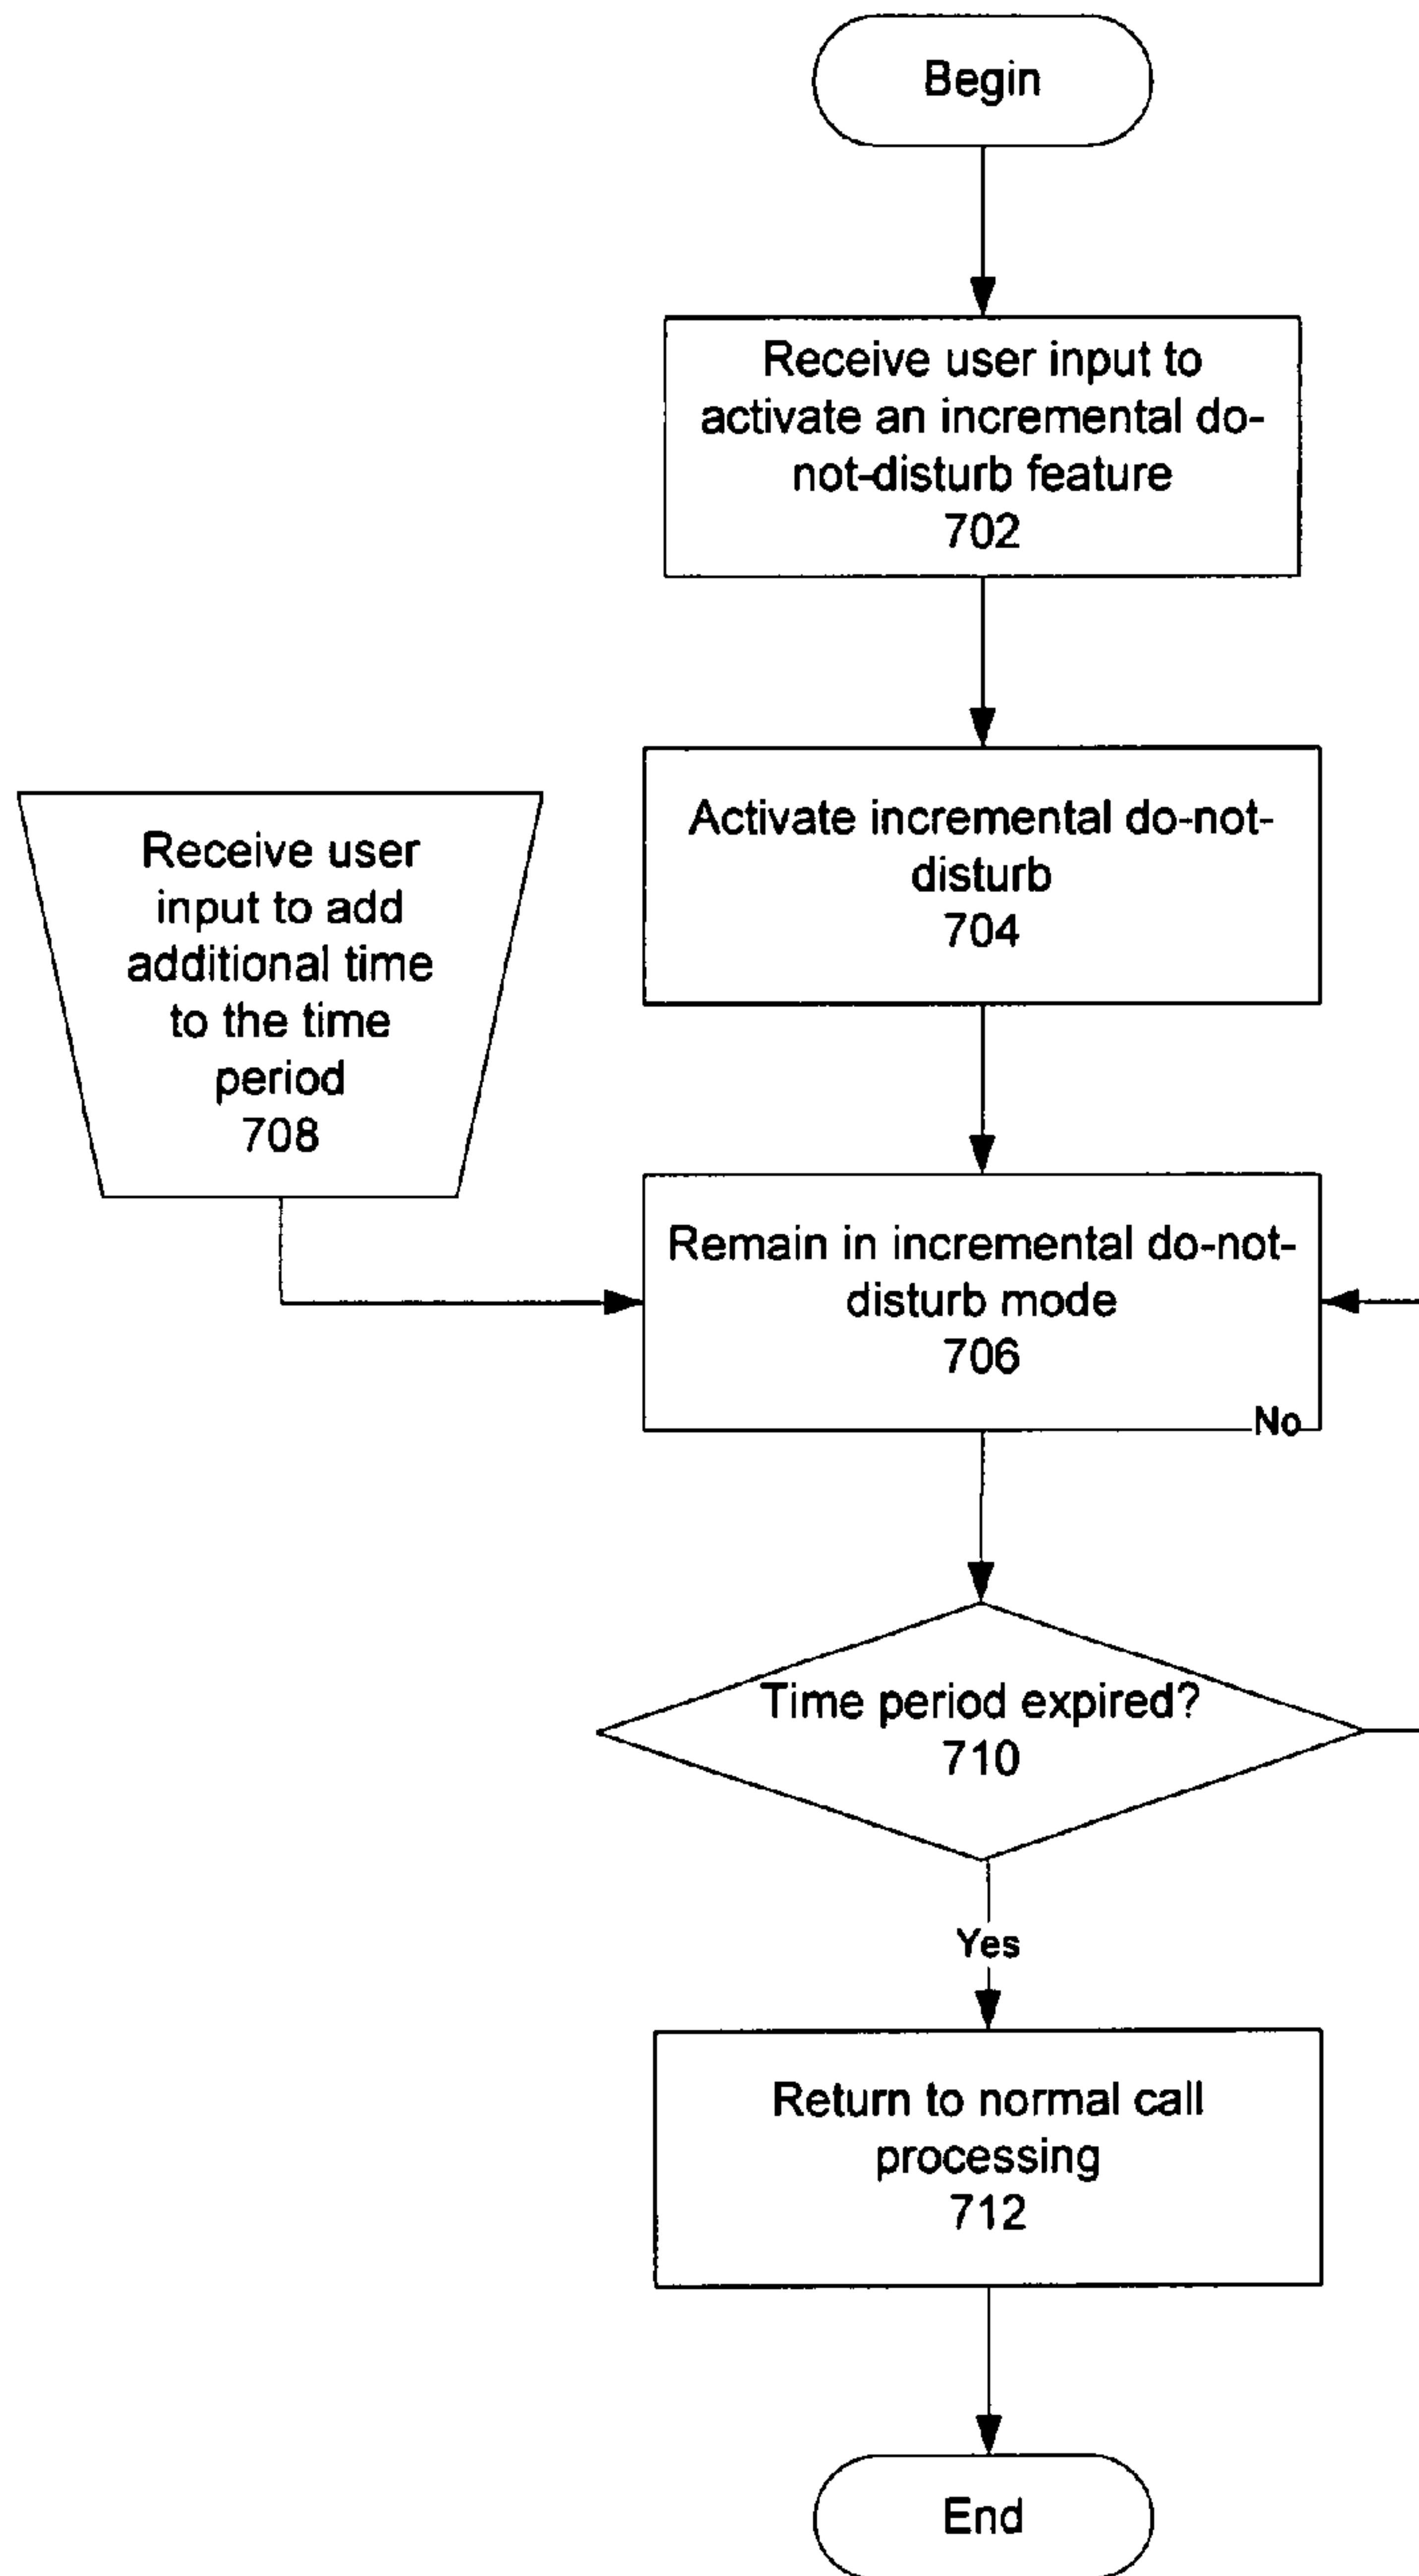 Begin
Receive user input to
activate an incremental do-
not-disturb feature
702
Activate incremental do-not-
disturb
704
Receive user
input to add
additional time
to the time
period
708
Remain in incremental do-not-
disturb mode
706
No
Time period expired?
710
Yes
Return to normal call
processing
712
End